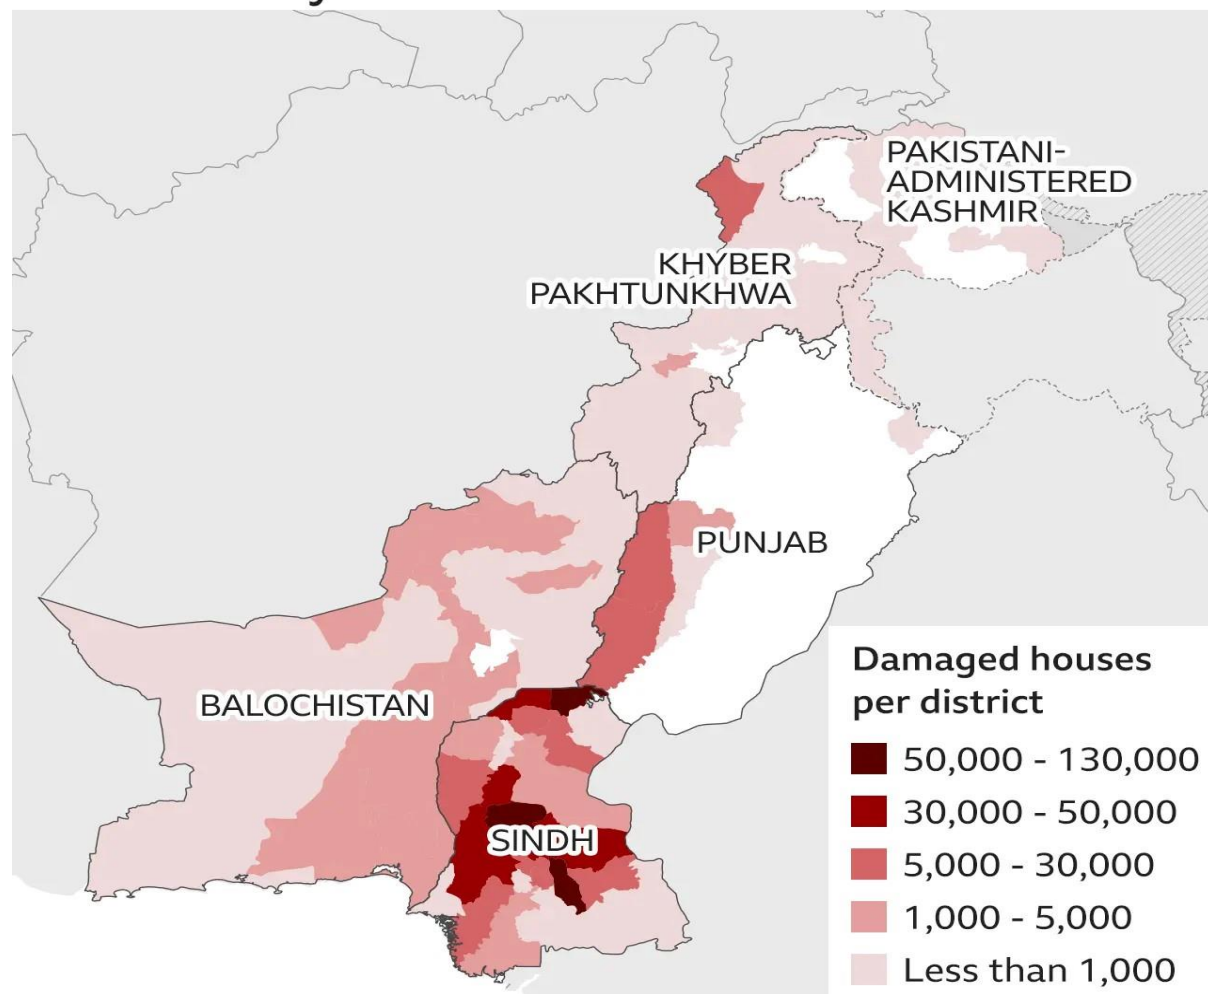 PAKISTANI-
ADMINISTERED
KASHMIR
KHYBER
PAKHTUNKHWA
PUNJAB
BALOCHISTAN
SINDH
Damaged houses
per district
50,000 - 130,000
30,000 - 50,000
5,000 - 30,000
1,000 - 5,000
Less than 1,000